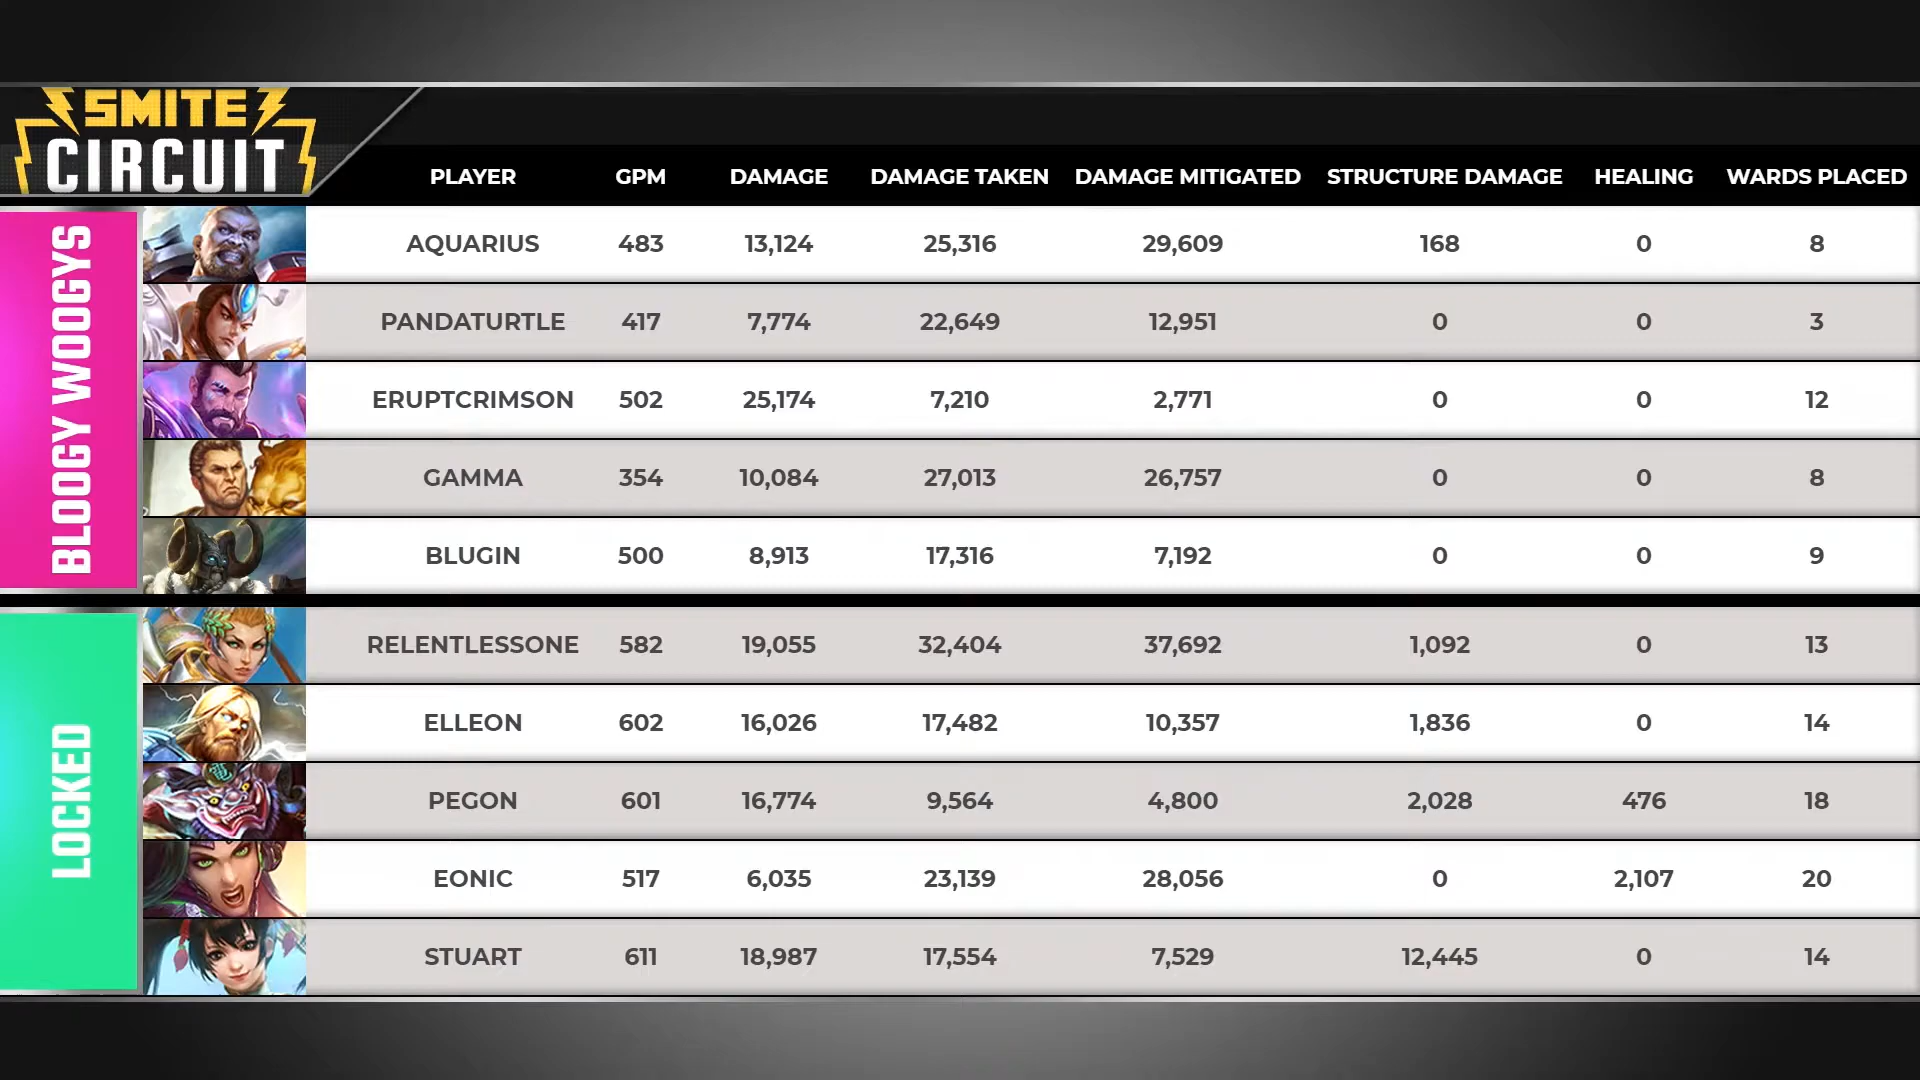 SMITE
CIRCUIT
PLAYER GPM DAMAGE DAMAGE TAKEN DAMAGE MITIGATED STRUCTURE DAMAGE HEALING WARDS PLACED
BLOOGY WOOGYS
AQUARIUS 483 13,124 25,316 29,609 168 0 8
PANDATURTLE 417 7,774 22,649 12,951 0 0 3
ERUPTCRIMSON 502 25,174 7,210 2,771 0 0 12
GAMMA 354 10,084 27,013 26,757 0 0 8
BLUGIN 500 8,913 17,316 7,192 0 0 9
LOCKED
RELENTLESSONE 582 19,055 32,404 37,692 1,092 0 13
ELLEON 602 16,026 17,482 10,357 1,836 0 14
PEGON 601 16,774 9,564 4,800 2,028 476 18
EONIC 517 6,035 23,139 28,056 0 2,107 20
STUART 611 18,987 17,554 7,529 12,445 0 14